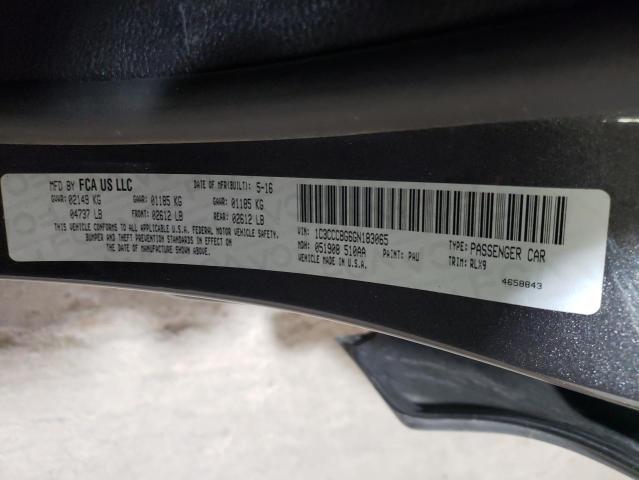 MFD BY FCA US LLC DATE OF MFR(BUILT): 5-16
GVWR: 02149 KG GAWR: 01185 KG GAWR: 01185 KG
04737 LB FRONT: 02612 LB REAR: 02612 LB
THIS VEHICLE CONFORMS TO ALL APPLICABLE U.S.A. FEDERAL MOTOR VEHICLE SAFETY,
BUMPER AND THEFT PREVENTION STANDARDS IN EFFECT ON THE
DATE OF MANUFACTURE SHOWN ABOVE.
VIN: 1C3CCCBG6GN183065 TYPE: PASSENGER CAR
MDH: 051908 510AA PAINT: PAU TRIM: RLX9
VEHICLE MADE IN U.S.A. 4658843